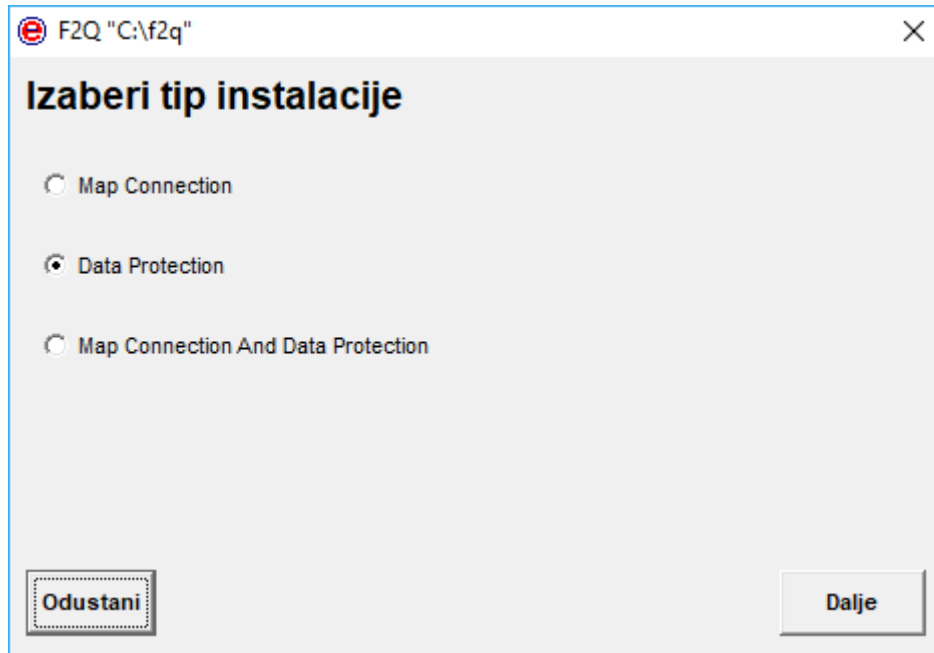 F2Q "C:\f2q"
Izaberi tip instalacije
Map Connection
Data Protection
Map Connection And Data Protection
Odustani
Dalje